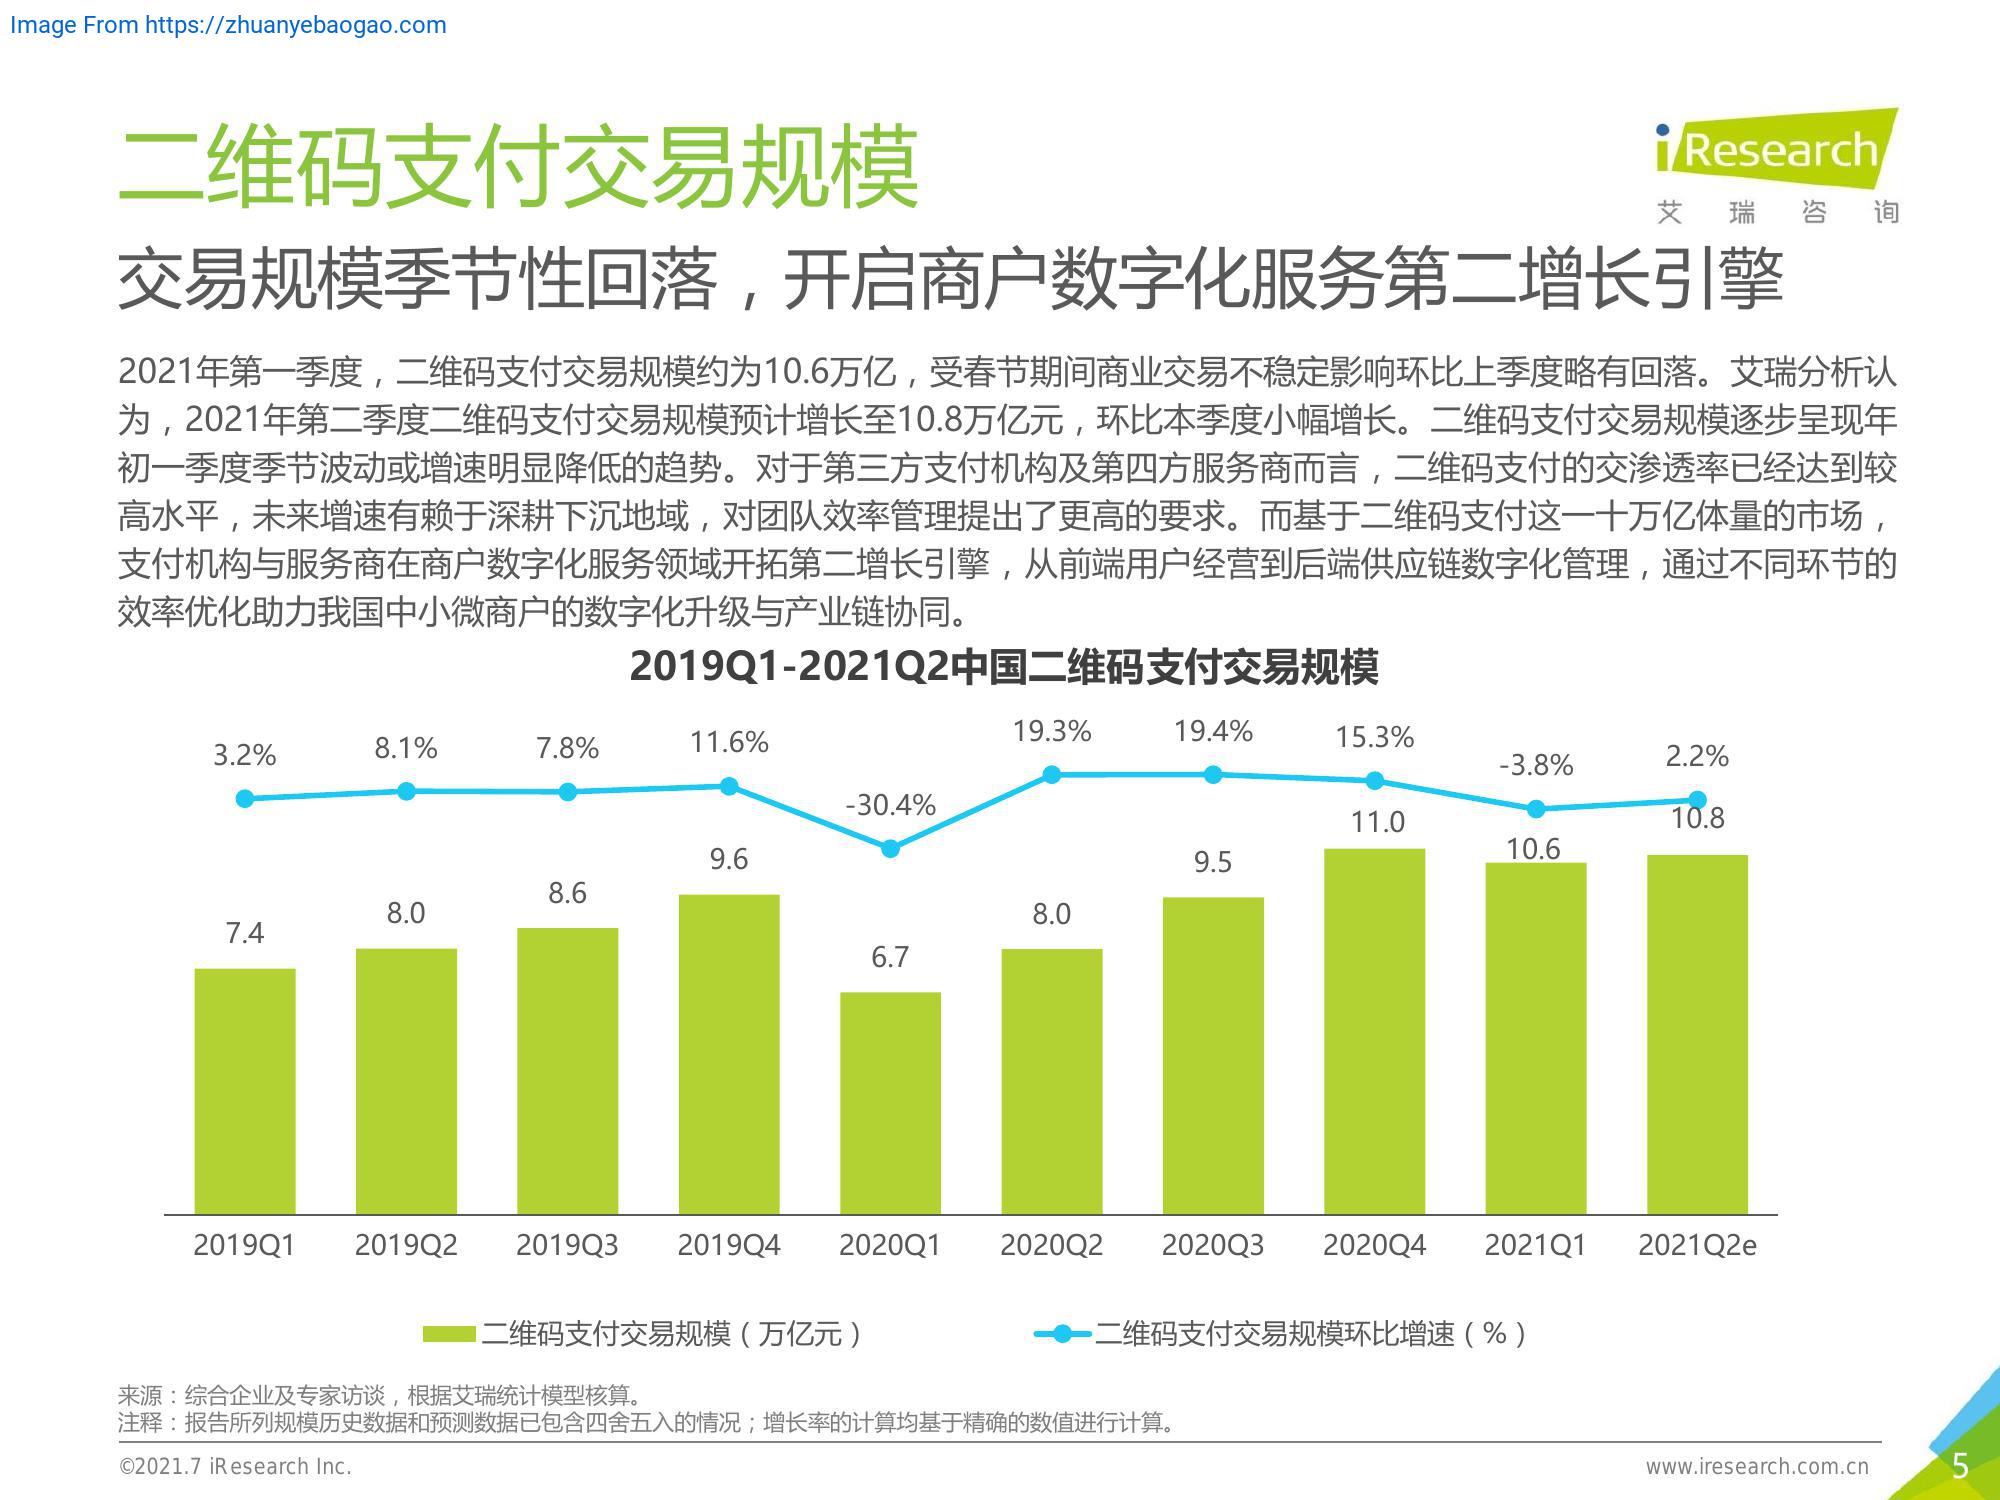 Image From https://zhuanyebaogao.com
二维码支付交易规模
iResearch
艾瑞咨询
交易规模季节性回落，开启商户数字化服务第二增长引擎
2021年第一季度，二维码支付交易规模约为10.6万亿，受春节期间商业交易不稳定影响环比上季度略有回落。艾瑞分析认
为，2021年第二季度二维码支付交易规模预计增长至10.8万亿元，环比本季度小幅增长。二维码支付交易规模逐步呈现年
初一季度季节波动或增速明显降低的趋势。对于第三方支付机构及第四方服务商而言，二维码支付的交渗透率已经达到较
高水平，未来增速有赖于深耕下沉地域，对团队效率管理提出了更高的要求。而基于二维码支付这一十万亿体量的市场，
支付机构与服务商在商户数字化服务领域开拓第二增长引擎，从前端用户经营到后端供应链数字化管理，通过不同环节的
效率优化助力我国中小微商户的数字化升级与产业链协同。
2019Q1-2021Q2中国二维码支付交易规模
3.2% 8.1% 7.8% 11.6% -30.4% 19.3% 19.4% 15.3% -3.8% 2.2%
7.4 8.0 8.6 9.6 6.7 8.0 9.5 11.0 10.6 10.8
2019Q1 2019Q2 2019Q3 2019Q4 2020Q1 2020Q2 2020Q3 2020Q4 2021Q1 2021Q2e
二维码支付交易规模（万亿元） 二维码支付交易规模环比增速（%）
来源：综合企业及专家访谈，根据艾瑞统计模型核算。
注释：报告所列规模历史数据和预测数据已包含四舍五入的情况；增长率的计算均基于精确的数值进行计算。
©2021.7 iResearch Inc. www.iresearch.com.cn 5